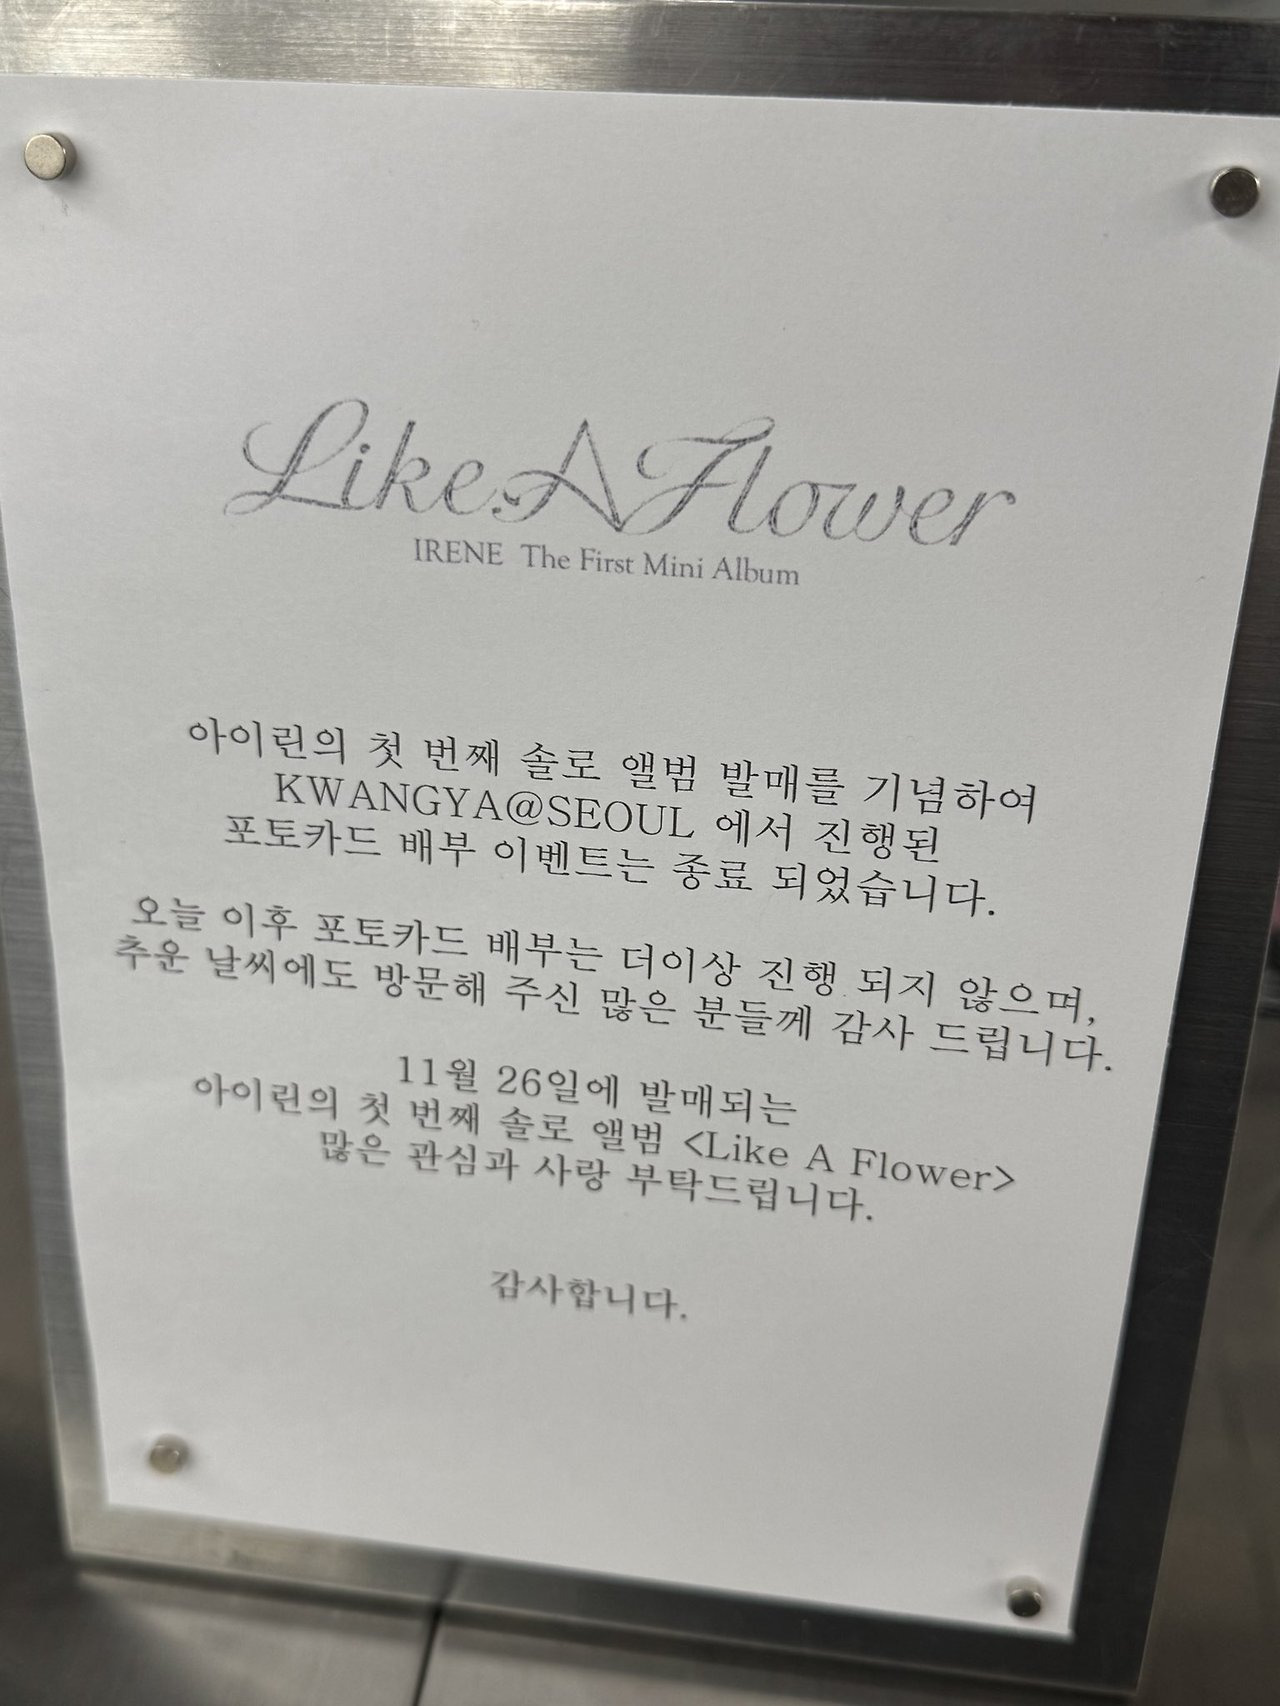 Like A Flower
IRENE The First Mini Album
아이린의 첫 번째 솔로 앨범 발매를 기념하여
KWANGYA@SEOUL 에서 진행된
포토카드 배부 이벤트는 종료 되었습니다.
오늘 이후 포토카드 배부는 더이상 진행 되지 않으며,
추운 날씨에도 방문해 주신 많은 분들께 감사 드립니다.
11월 26일에 발매되는
아이린의 첫 번째 솔로 앨범 <Like A Flower>
많은 관심과 사랑 부탁드립니다.
감사합니다.